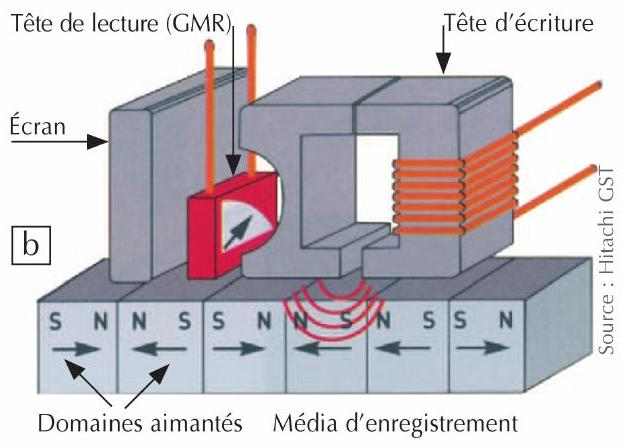 Tête de lecture (GMR)
Tête d'écriture
Écran
b
Source : Hitachi GST
S N N S S N N S N S S N
Domaines aimantés
Média d'enregistrement